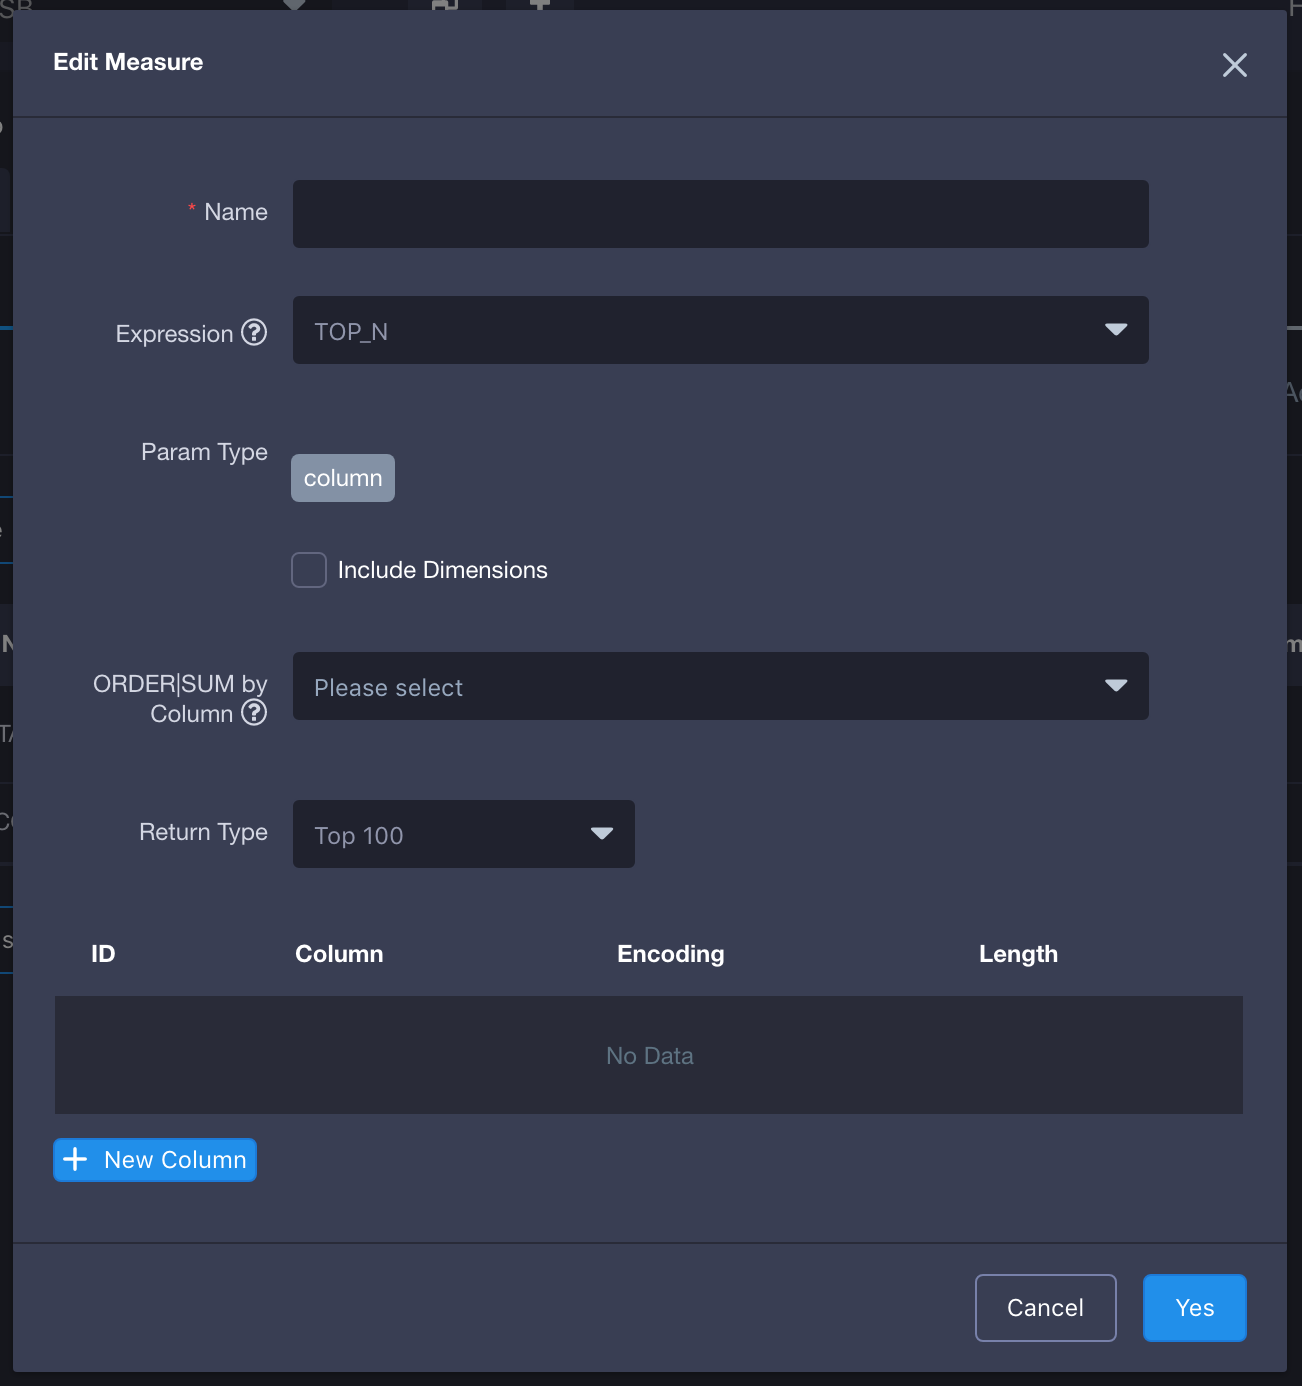 Edit Measure
* Name
Expression
TOP_N
Param Type
column
Include Dimensions
ORDER|SUM by
Column
Please select
Return Type
Top 100
ID Column Encoding Length
No Data
New Column
Cancel Yes